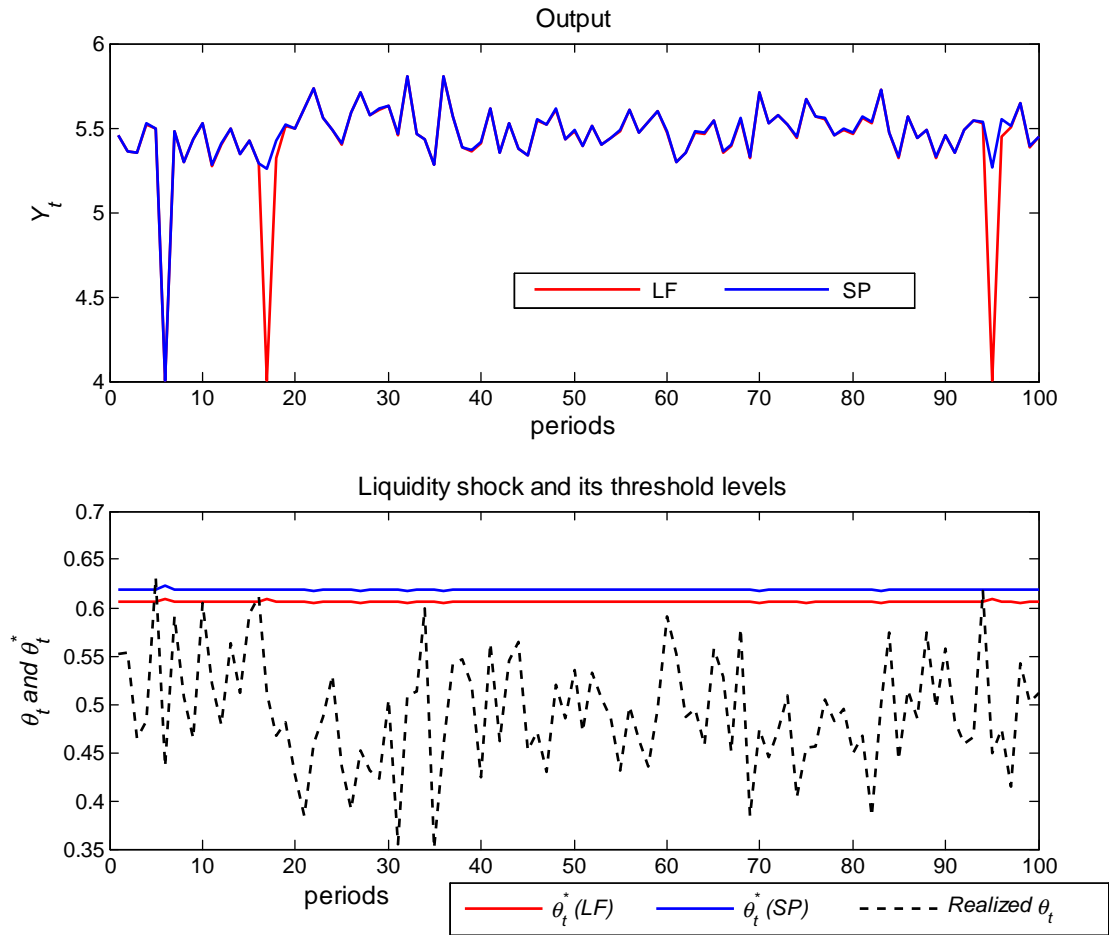 Output
6
5.5
5
4.5
4
Y_t
LF SP
0 10 20 30 40 50 60 70 80 90 100
periods
Liquidity shock and its threshold levels
0.7
0.65
0.6
0.55
0.5
0.45
0.4
0.35
θ_t and θ_t^*
0 10 20 30 40 50 60 70 80 90 100
periods
θ_t^* (LF) θ_t^* (SP) Realized θ_t